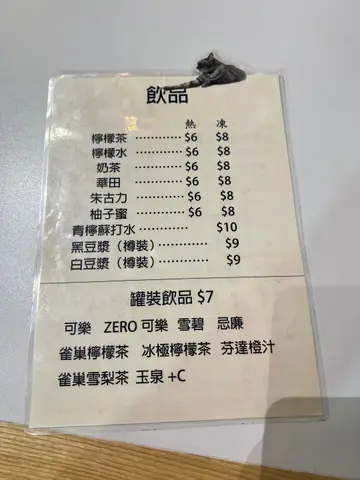 飲品
熱 凍
檸檬茶 ············ $6 $8
檸檬水 ············ $6 $8
奶茶 ············ $6 $8
華田 ············ $6 $8
朱古力 ············ $6 $8
柚子蜜 ············ $6 $8
青檸蘇打水 ············ $10
黑豆漿（樽裝）············ $9
白豆漿（樽裝）············ $9
罐裝飲品 $7
可樂 ZERO 可樂 雪碧 忌廉
雀巢檸檬茶 冰極檸檬茶 芬達橙汁
雀巢雪梨茶 玉泉 +C